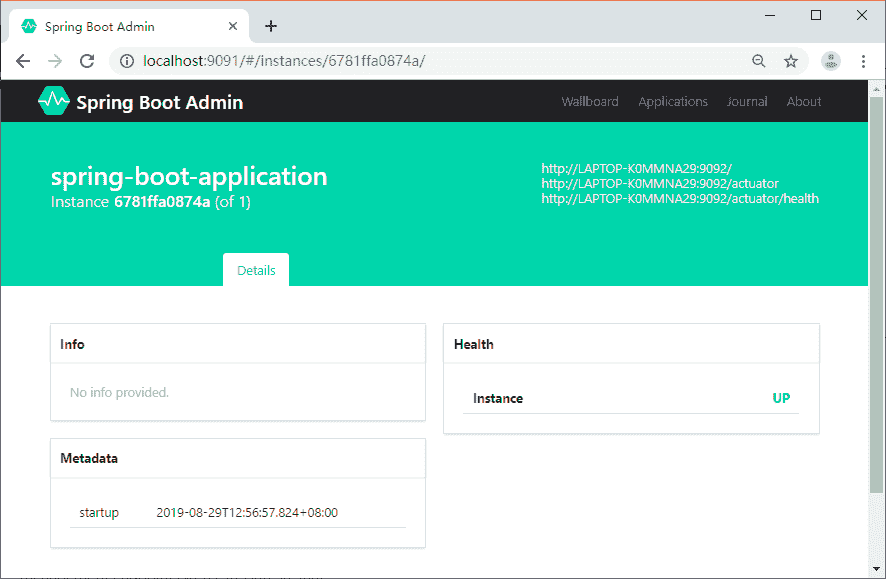 Spring Boot Admin
localhost:9091/#/instances/6781ffa0874a/
Spring Boot Admin
Wallboard Applications Journal About
spring-boot-application
Instance 6781ffa0874a (of 1)
http://LAPTOP-K0MMNA29:9092/
http://LAPTOP-K0MMNA29:9092/actuator
http://LAPTOP-K0MMNA29:9092/actuator/health
Details
Info
No info provided.
Health
Instance UP
Metadata
startup 2019-08-29T12:56:57.824+08:00